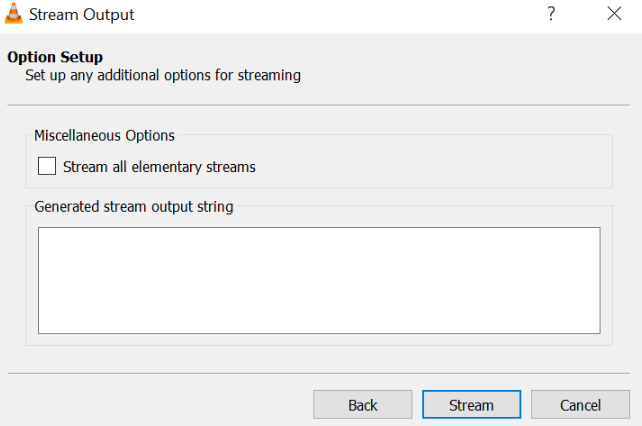 Stream Output
?
Option Setup
Set up any additional options for streaming
Miscellaneous Options
Stream all elementary streams
Generated stream output string
Back
Stream
Cancel